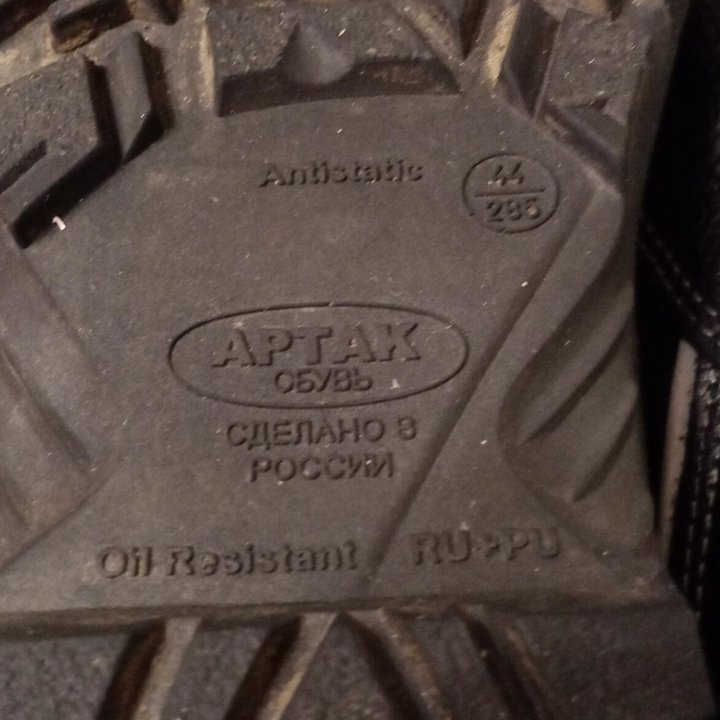 Antistatic
44
285
АРТАК
ОБУВЬ
СДЕЛАНО В
РОССИИ
Oil Resistant RU+PU